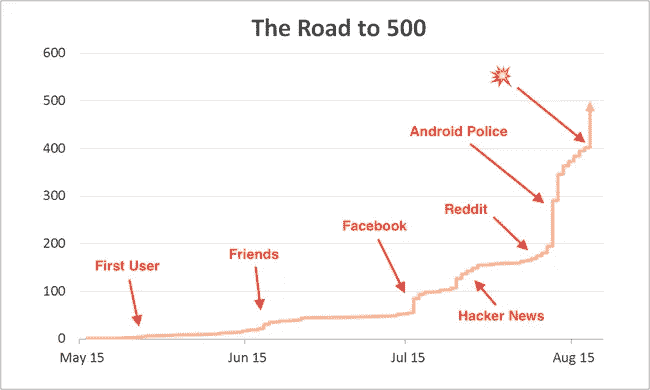 The Road to 500
600
500
400
300
200
100
0
Android Police
Reddit
Facebook
Friends
First User
Hacker News
May 15
Jun 15
Jul 15
Aug 15